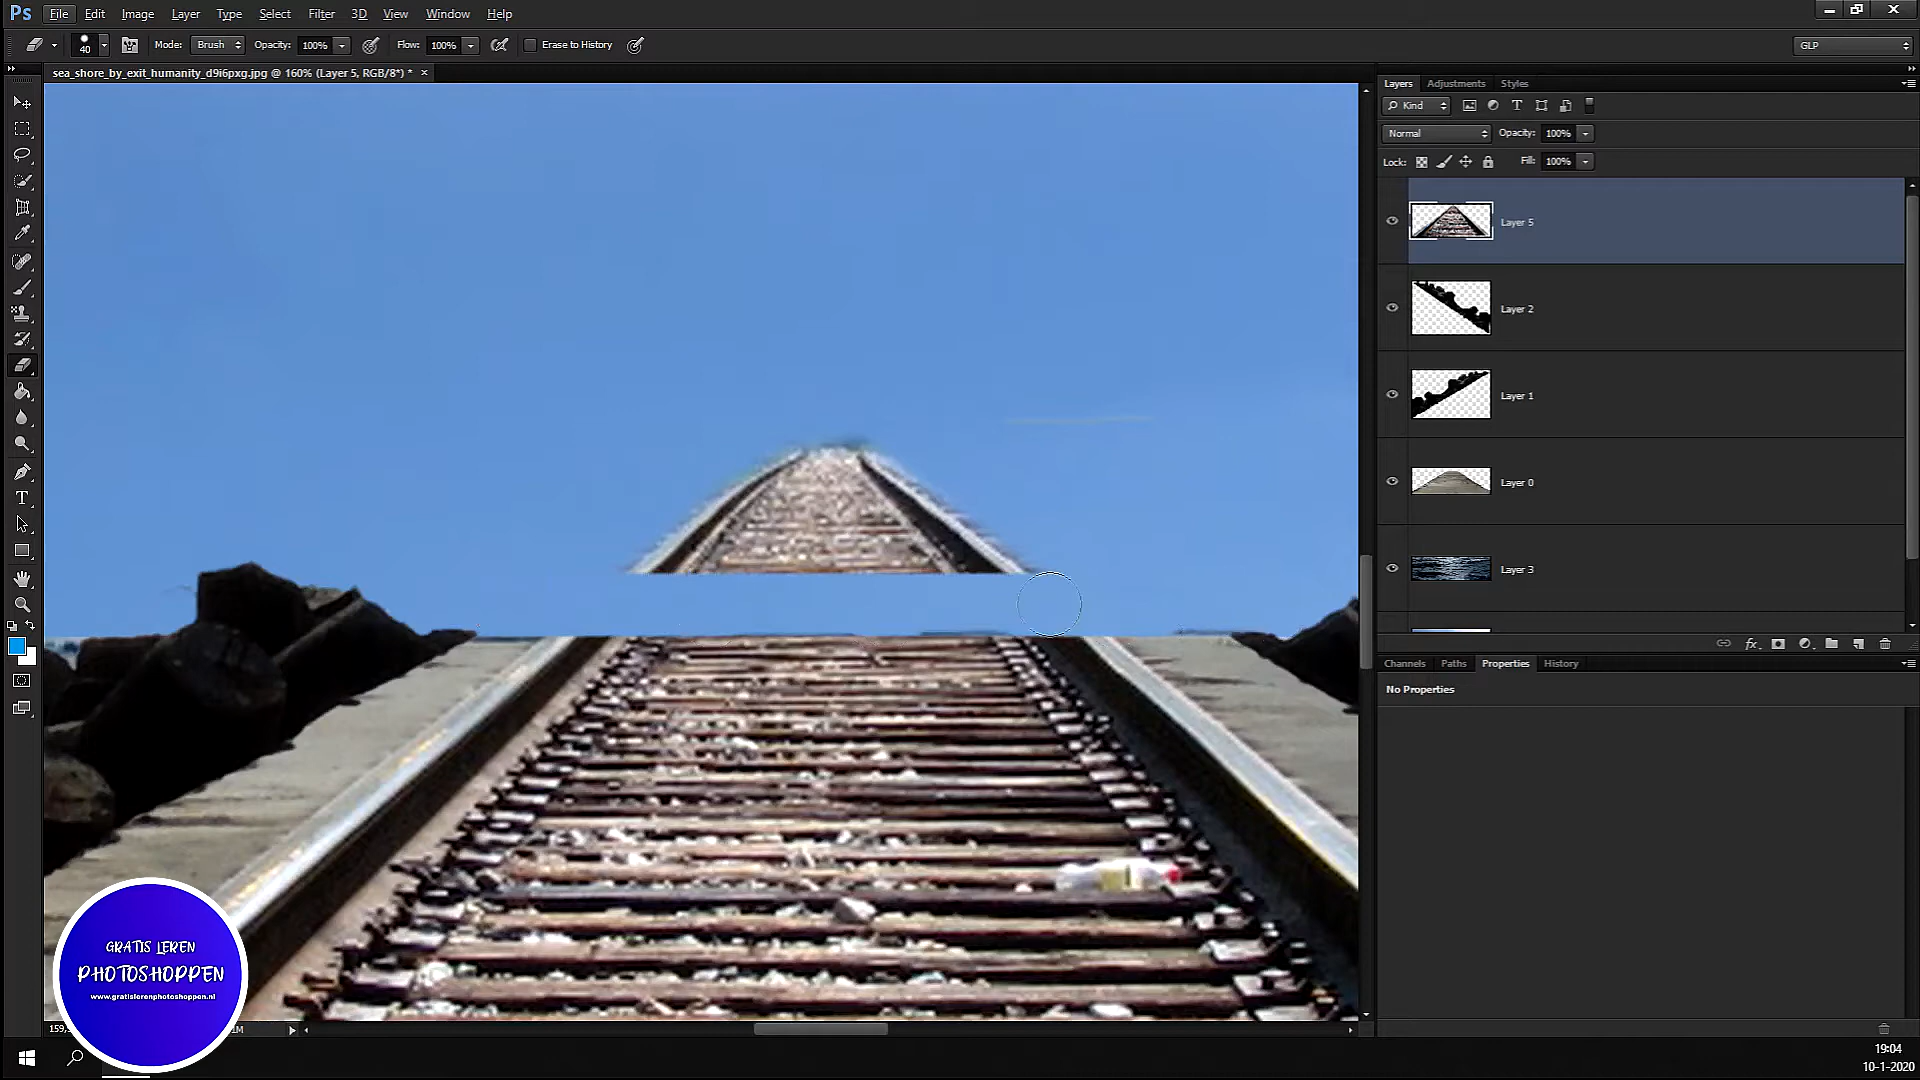 Ps File Edit Image Layer Type Select Filter 3D View Window Help
40 Mode: Brush Opacity: 100% Flow: 100% Erase to History GLP
sea_shore_by_exit_humanity_d9i6pxg.jpg @ 160% (Layer 5, RGB/8*) *
Layers Adjustments Styles
Kind
Normal Opacity: 100%
Lock: Fill: 100%
Layer 5
Layer 2
Layer 1
Layer 0
Layer 3
fx
Channels Paths Properties History
No Properties
GRATIS LEREN
PHOTOSHOPPEN
www.gratislerenphotoshoppen.nl
19:04
10-1-2020